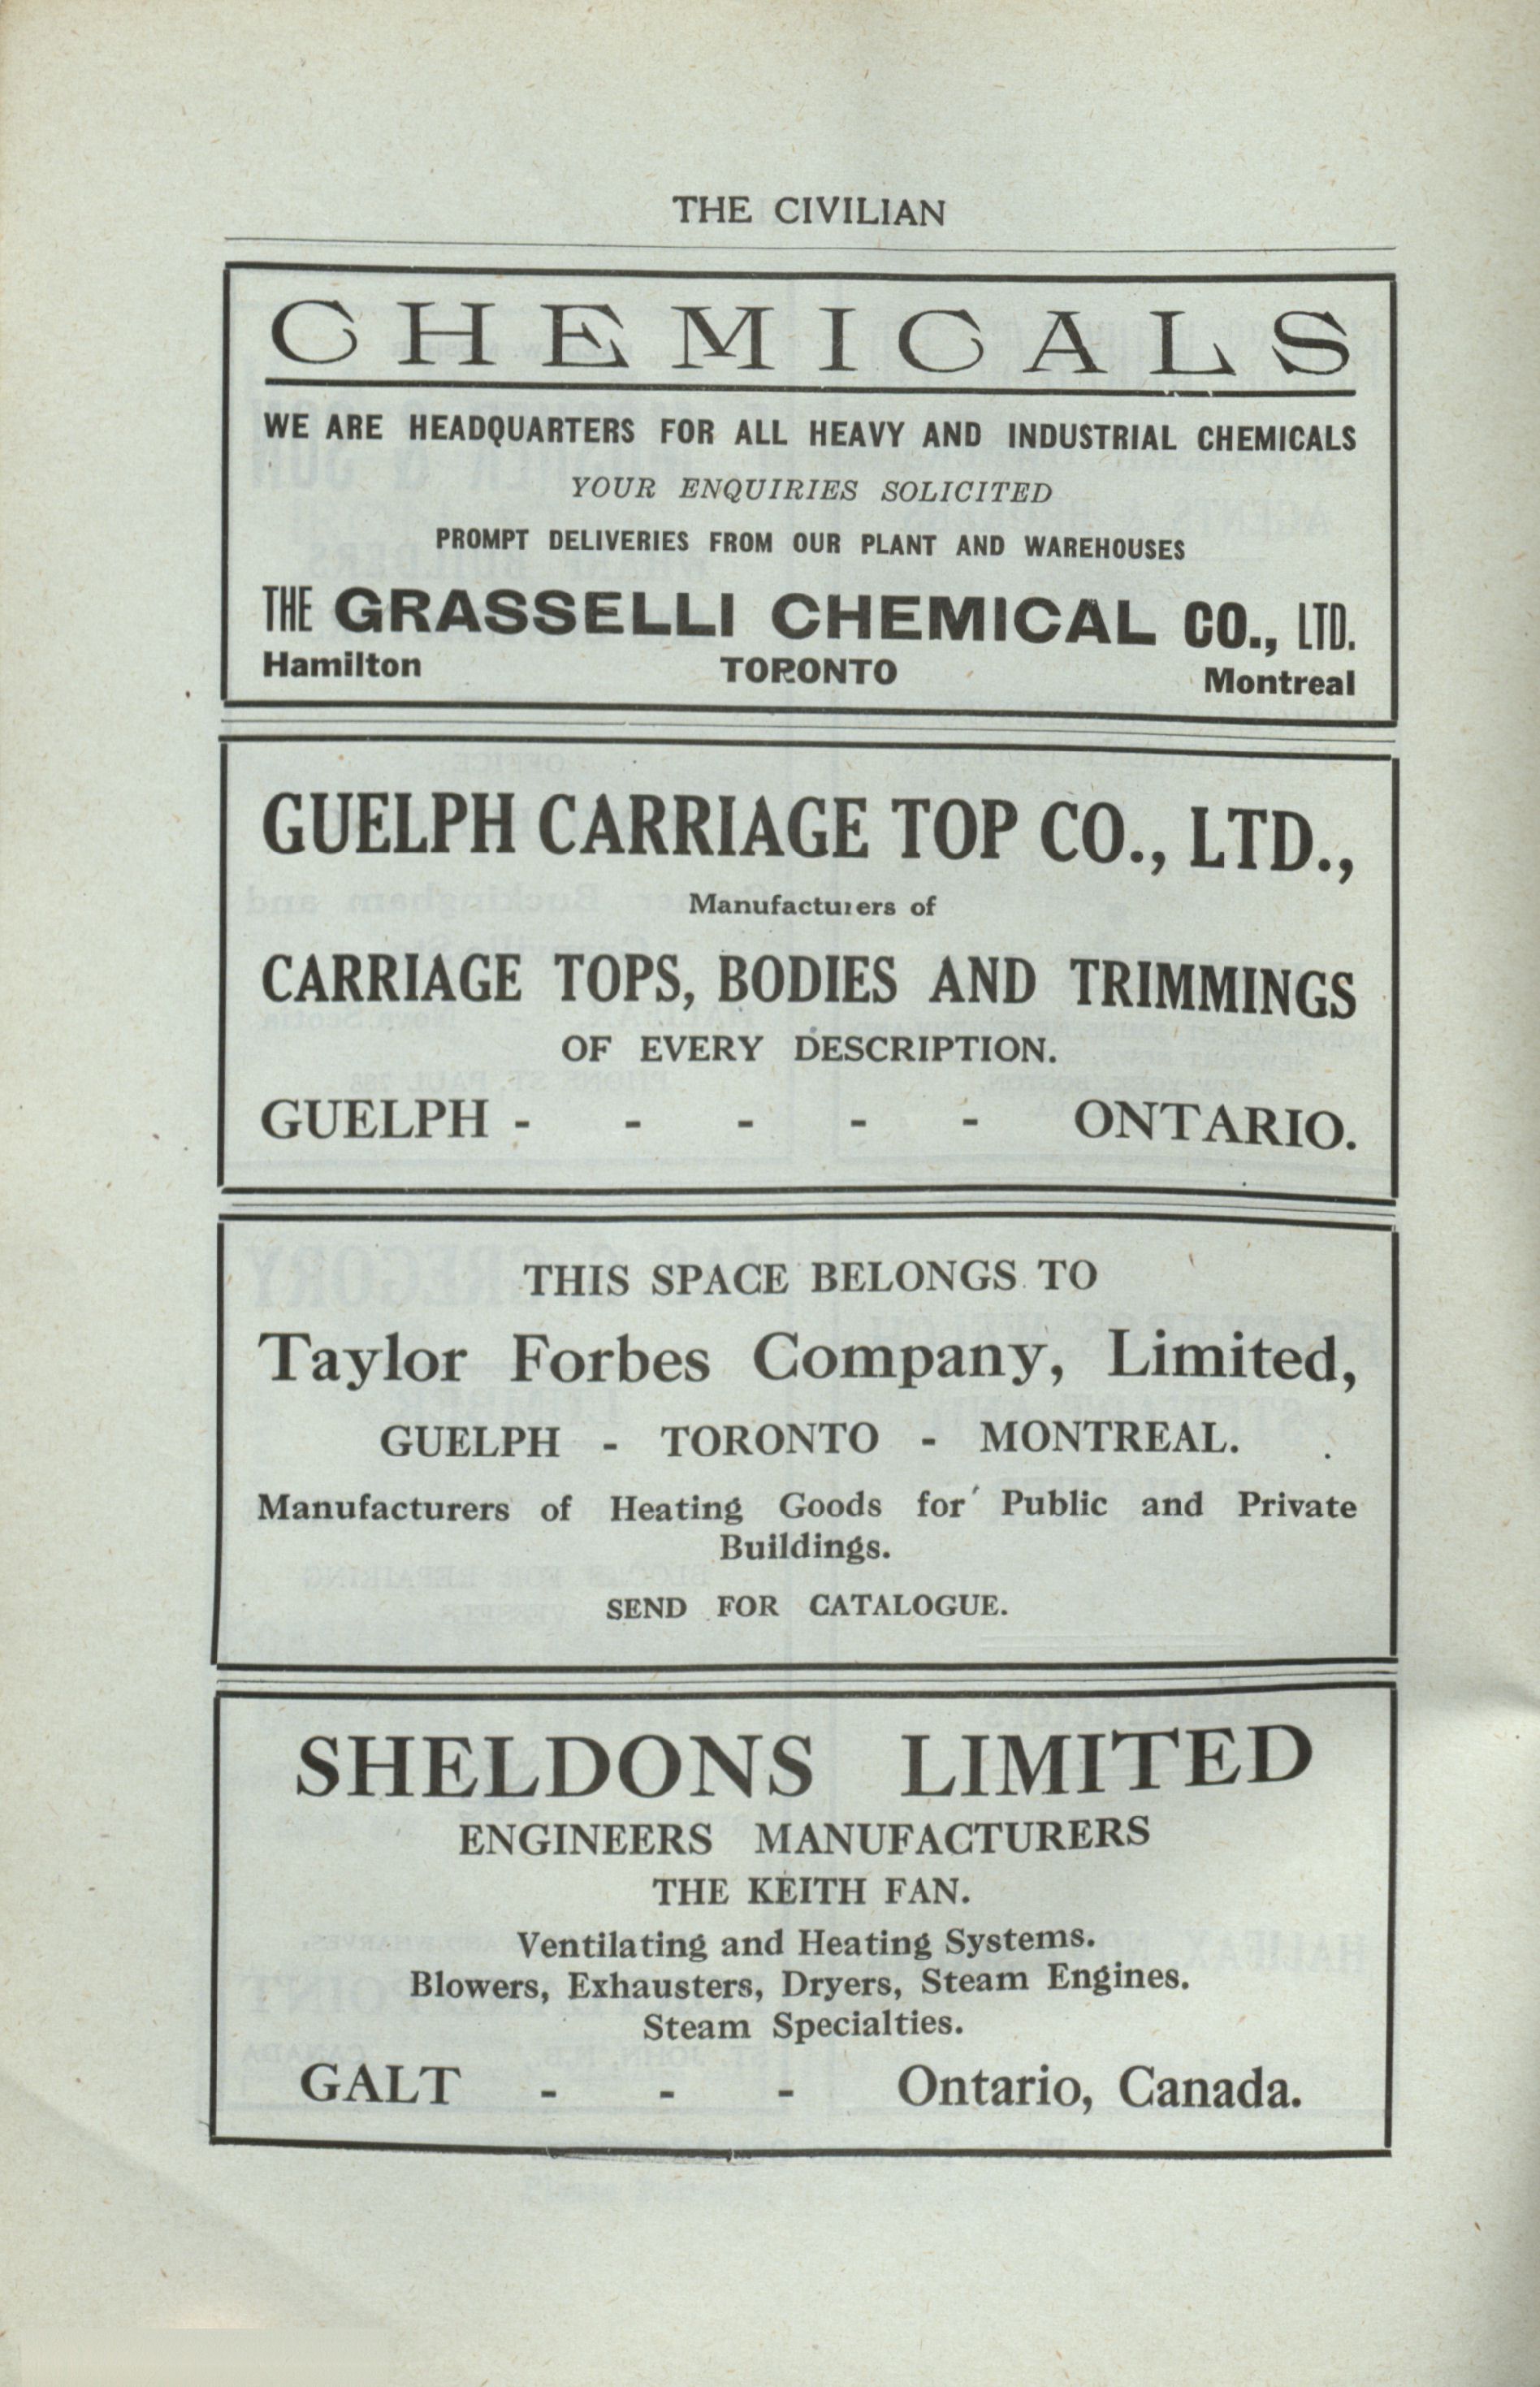 THE CIVILIAN
CHEMICALS
WE ARE HEADQUARTERS FOR ALL HEAVY AND INDUSTRIAL CHEMICALS
YOUR ENQUIRIES SOLICITED
PROMPT DELIVERIES FROM OUR PLANT AND WAREHOUSES
THE GRASSELLI CHEMICAL CO., LTD.
Hamilton TORONTO Montreal
GUELPH CARRIAGE TOP CO., LTD.,
Manufacturers of
CARRIAGE TOPS, BODIES AND TRIMMINGS
OF EVERY DESCRIPTION.
GUELPH - - - - - ONTARIO.
THIS SPACE BELONGS TO
Taylor Forbes Company, Limited,
GUELPH - TORONTO - MONTREAL.
Manufacturers of Heating Goods for Public and Private
Buildings.
SEND FOR CATALOGUE.
SHELDONS LIMITED
ENGINEERS MANUFACTURERS
THE KEITH FAN.
Ventilating and Heating Systems.
Blowers, Exhausters, Dryers, Steam Engines.
Steam Specialties.
GALT - - - Ontario, Canada.